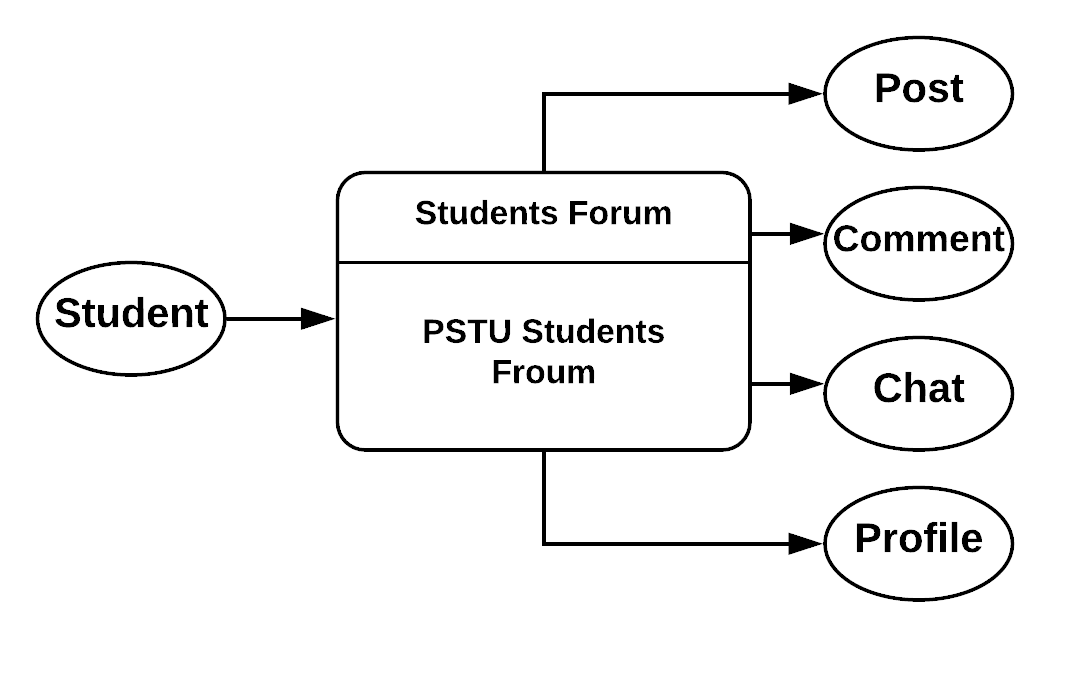 Post
Students Forum
Comment
Student
PSTU Students
Froum
Chat
Profile